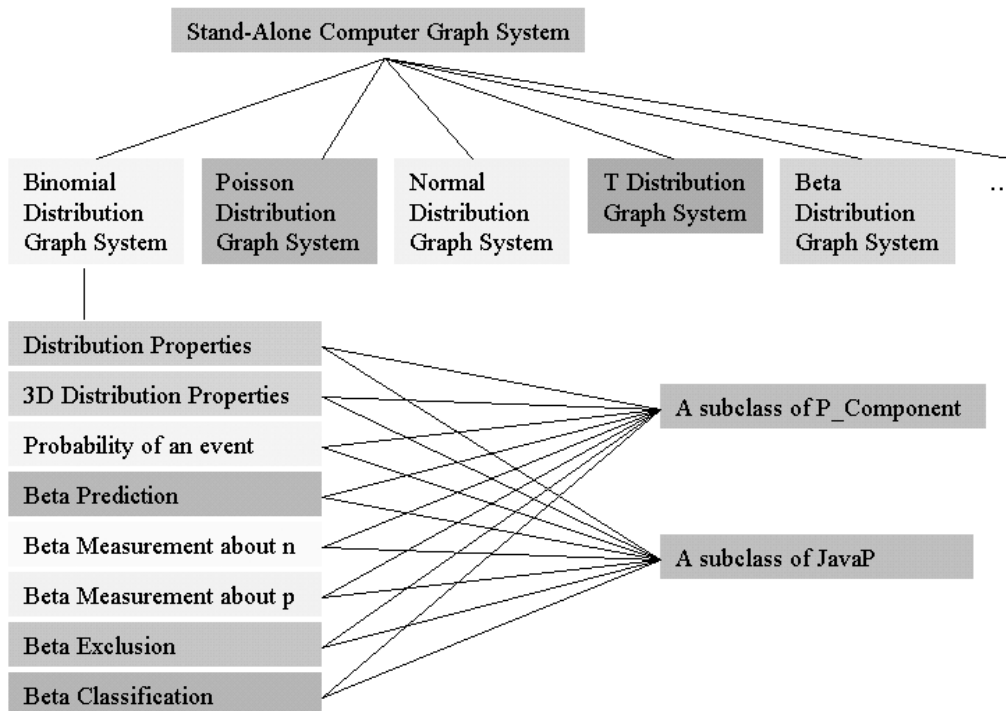 Stand-Alone Computer Graph System
Binomial
Distribution
Graph System
Poisson
Distribution
Graph System
Normal
Distribution
Graph System
T Distribution
Graph System
Beta
Distribution
Graph System
..
Distribution Properties
3D Distribution Properties
Probability of an event
Beta Prediction
Beta Measurement about n
Beta Measurement about p
Beta Exclusion
Beta Classification
A subclass of P_Component
A subclass of JavaP